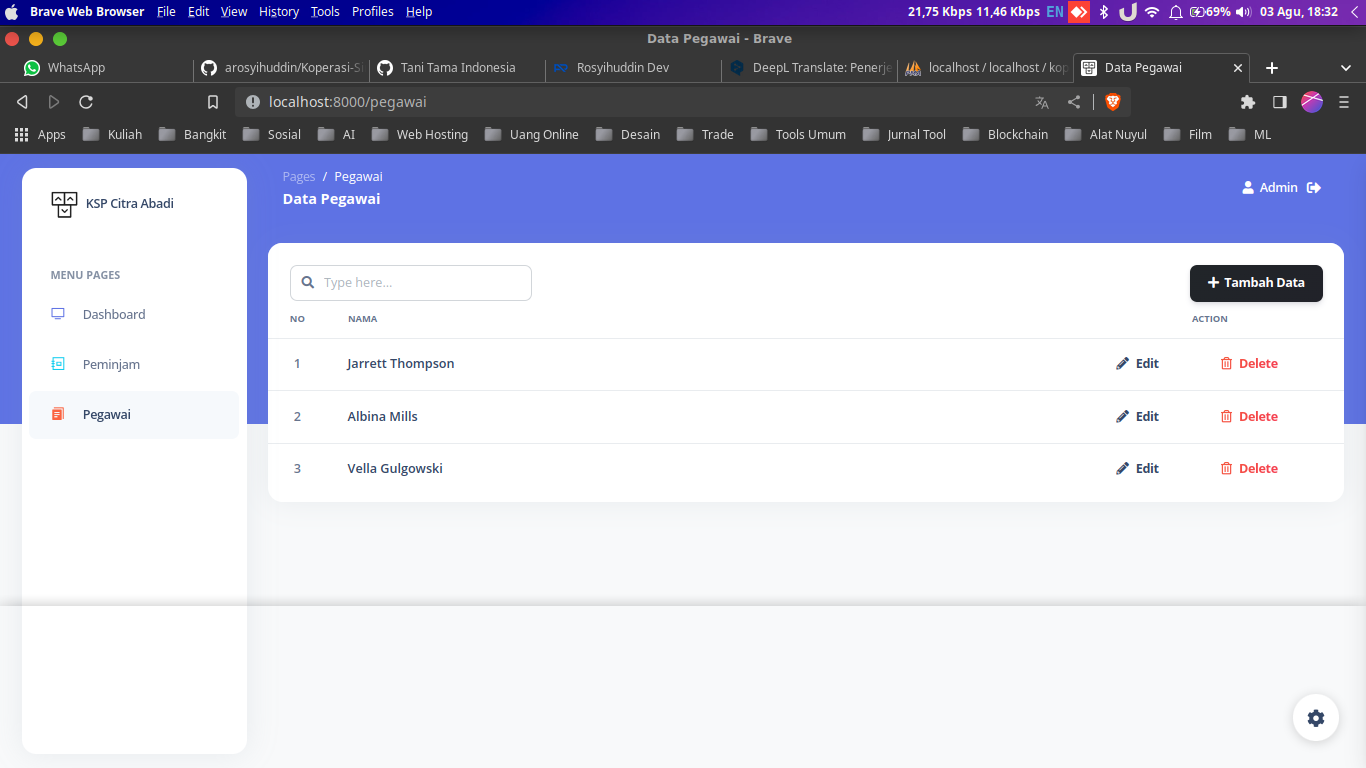 Brave Web Browser File Edit View History Tools Profiles Help 21,75 Kbps 11,46 Kbps EN 69% 03 Agu, 18:32
Data Pegawai - Brave
WhatsApp arosyihuddin/Koperasi-S Tani Tama Indonesia Rosyihuddin Dev DeepL Translate: Penerje localhost / localhost / kop Data Pegawai
localhost:8000/pegawai
Apps Kuliah Bangkit Sosial AI Web Hosting Uang Online Desain Trade Tools Umum Jurnal Tool Blockchain Alat Nuyul Film ML
Pages / Pegawai
Data Pegawai
Admin
KSP Citra Abadi
MENU PAGES
Dashboard
Peminjam
Pegawai
Type here...
Tambah Data
NO NAMA ACTION
1 Jarrett Thompson Edit Delete
2 Albina Mills Edit Delete
3 Vella Gulgowski Edit Delete